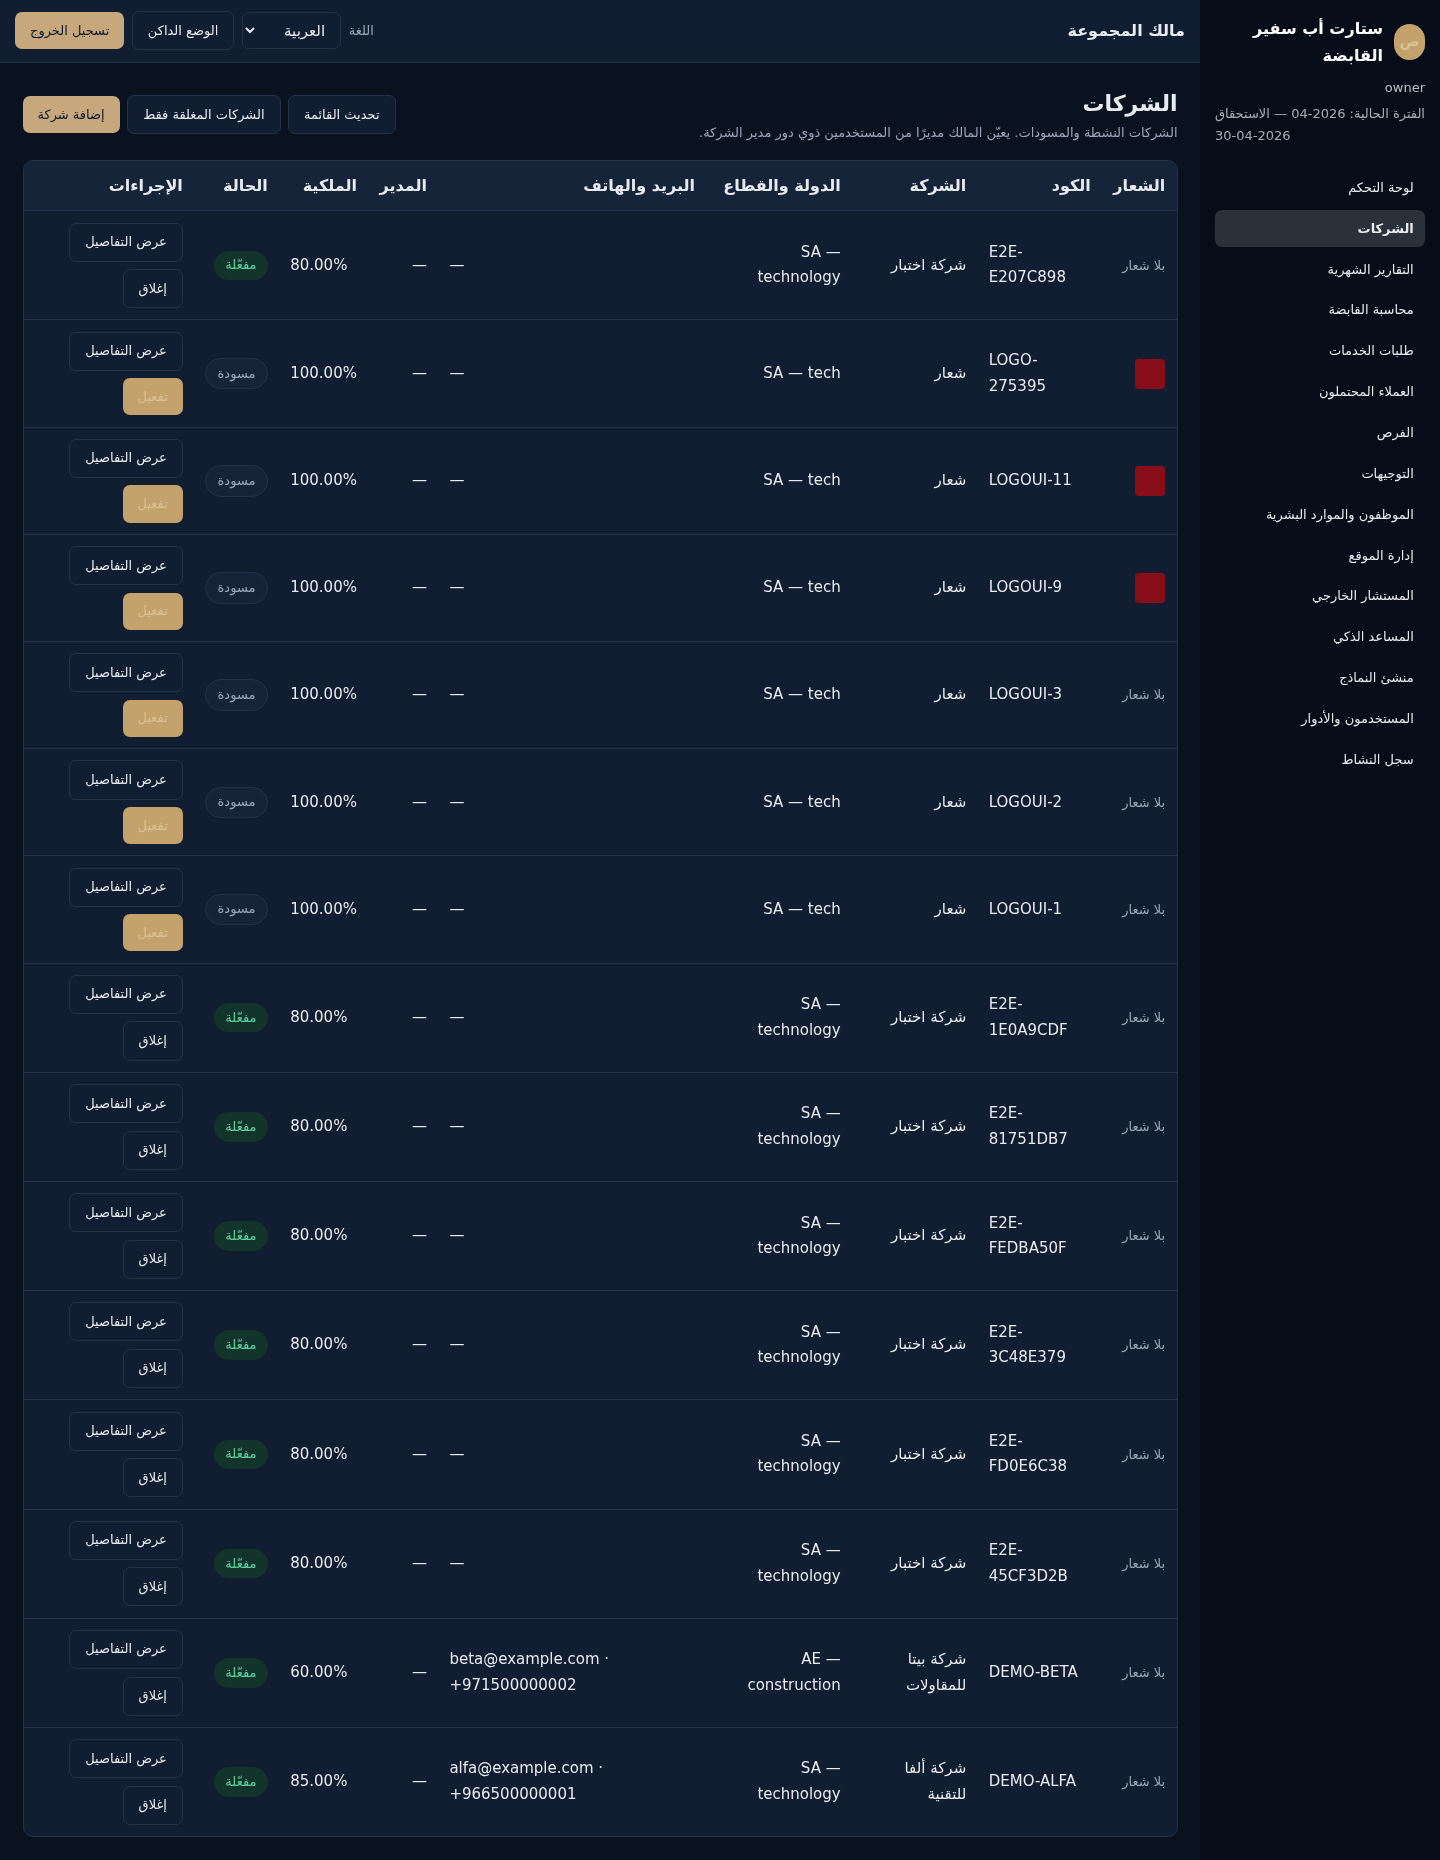 ص
ستارت أب سفير
القابضة
owner
الفترة الحالية: 2026-04 — الاستحقاق
2026-04-30
لوحة التحكم
الشركات
التقارير الشهرية
محاسبة القابضة
طلبات الخدمات
العملاء المحتملون
الفرص
التوجيهات
الموظفون والموارد البشرية
إدارة الموقع
المستشار الخارجي
المساعد الذكي
منشئ النماذج
المستخدمون والأدوار
سجل النشاط
مالك المجموعة
اللغة العربية الوضع الداكن تسجيل الخروج
الشركات
الشركات النشطة والمسودات. يعيّن المالك مديرًا من المستخدمين ذوي دور مدير الشركة.
تحديث القائمة الشركات المغلقة فقط إضافة شركة
الشعار الكود الشركة الدولة والقطاع البريد والهاتف المدير الملكية الحالة الإجراءات
بلا شعار E2E-E207C898 شركة اختبار SA — technology — — 80.00% مفعّلة عرض التفاصيل إغلاق
LOGO-275395 شعار SA — tech — — 100.00% مسودة عرض التفاصيل تفعيل
LOGOUI-11 شعار SA — tech — — 100.00% مسودة عرض التفاصيل تفعيل
LOGOUI-9 شعار SA — tech — — 100.00% مسودة عرض التفاصيل تفعيل
بلا شعار LOGOUI-3 شعار SA — tech — — 100.00% مسودة عرض التفاصيل تفعيل
بلا شعار LOGOUI-2 شعار SA — tech — — 100.00% مسودة عرض التفاصيل تفعيل
بلا شعار LOGOUI-1 شعار SA — tech — — 100.00% مسودة عرض التفاصيل تفعيل
بلا شعار E2E-1E0A9CDF شركة اختبار SA — technology — — 80.00% مفعّلة عرض التفاصيل إغلاق
بلا شعار E2E-81751DB7 شركة اختبار SA — technology — — 80.00% مفعّلة عرض التفاصيل إغلاق
بلا شعار E2E-FEDBA50F شركة اختبار SA — technology — — 80.00% مفعّلة عرض التفاصيل إغلاق
بلا شعار E2E-3C48E379 شركة اختبار SA — technology — — 80.00% مفعّلة عرض التفاصيل إغلاق
بلا شعار E2E-FD0E6C38 شركة اختبار SA — technology — — 80.00% مفعّلة عرض التفاصيل إغلاق
بلا شعار E2E-45CF3D2B شركة اختبار SA — technology — — 80.00% مفعّلة عرض التفاصيل إغلاق
بلا شعار DEMO-BETA شركة بيتا للمقاولات AE — construction beta@example.com · +971500000002 — 60.00% مفعّلة عرض التفاصيل إغلاق
بلا شعار DEMO-ALFA شركة ألفا للتقنية SA — technology alfa@example.com · +966500000001 — 85.00% مفعّلة عرض التفاصيل إغلاق